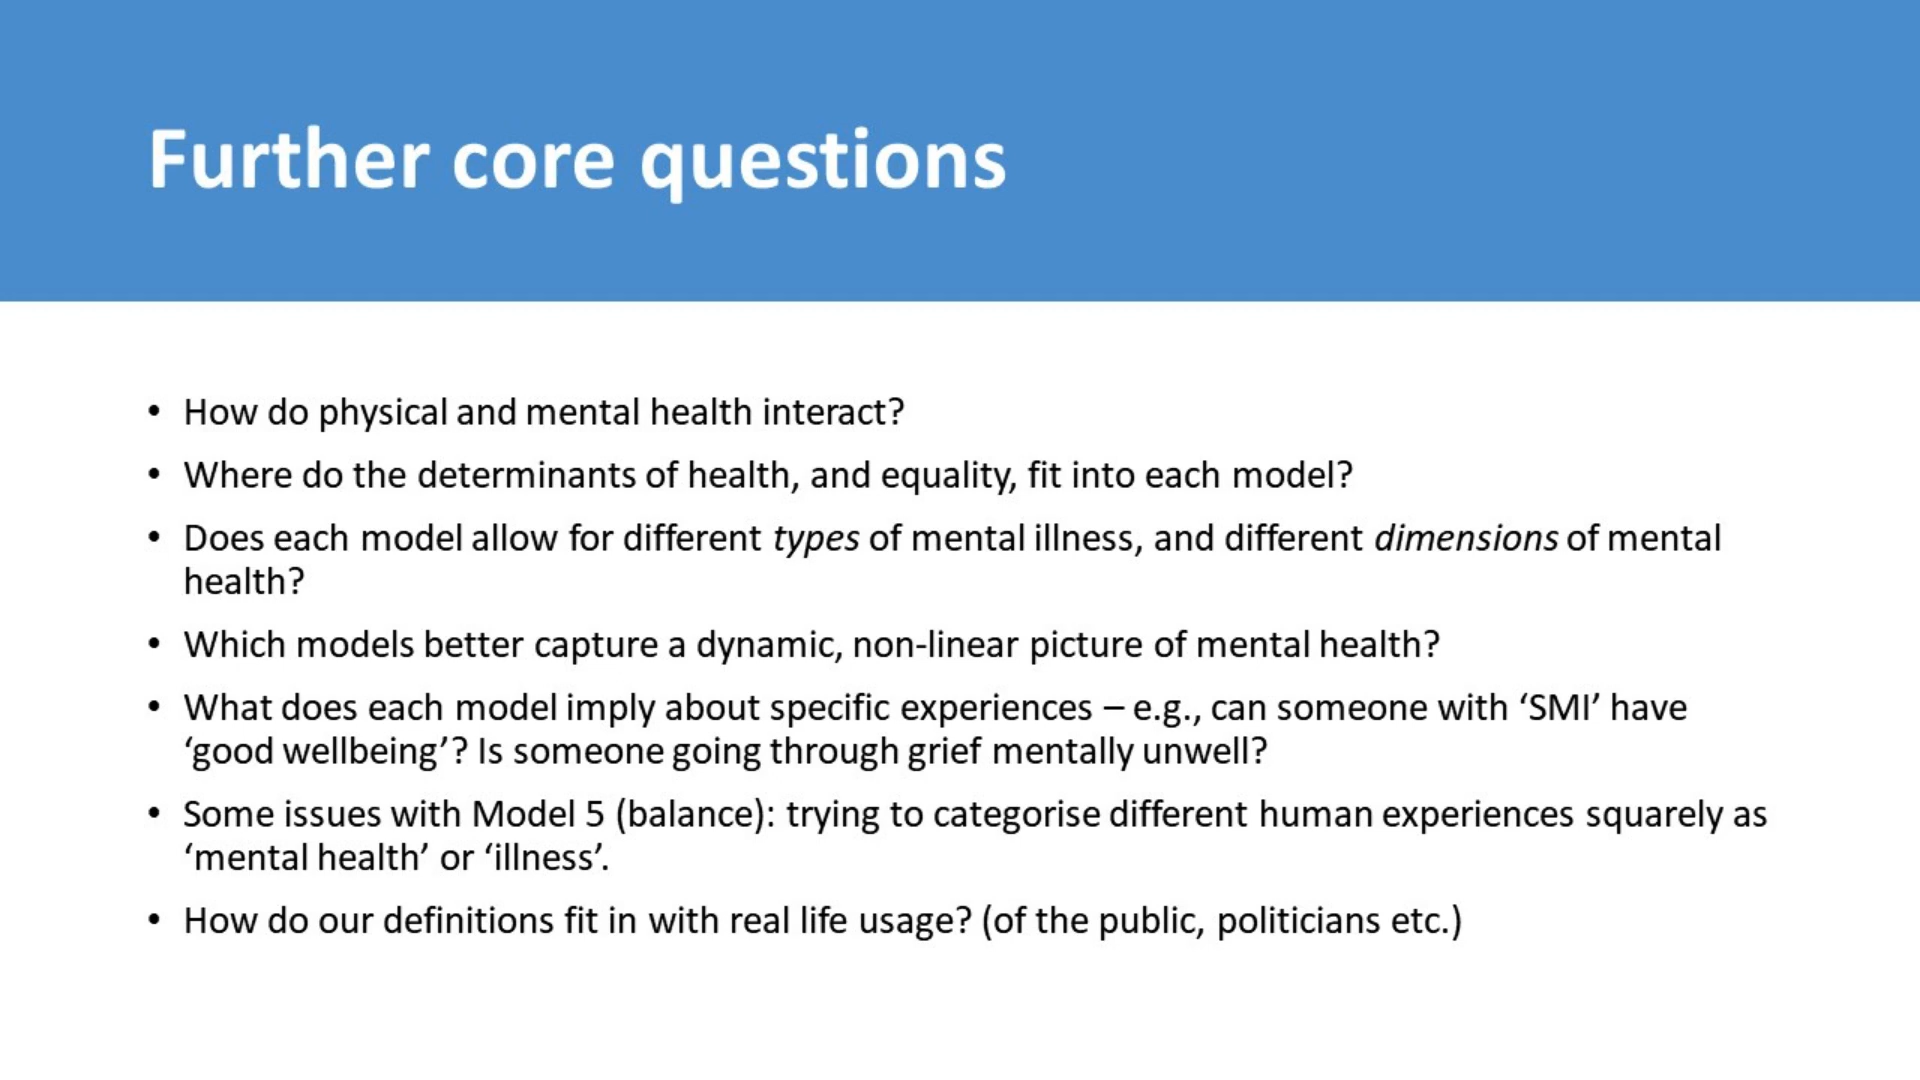 Further core questions
• How do physical and mental health interact?
• Where do the determinants of health, and equality, fit into each model?
• Does each model allow for different types of mental illness, and different dimensions of mental
health?
• Which models better capture a dynamic, non-linear picture of mental health?
• What does each model imply about specific experiences – e.g., can someone with ‘SMI’ have
‘good wellbeing’? Is someone going through grief mentally unwell?
• Some issues with Model 5 (balance): trying to categorise different human experiences squarely as
‘mental health’ or ‘illness’.
• How do our definitions fit in with real life usage? (of the public, politicians etc.)